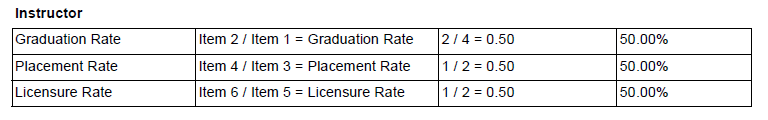 Instructor
Graduation Rate Item 2 / Item 1 = Graduation Rate 2 / 4 = 0.50 50.00%
Placement Rate Item 4 / Item 3 = Placement Rate 1 / 2 = 0.50 50.00%
Licensure Rate Item 6 / Item 5 = Licensure Rate 1 / 2 = 0.50 50.00%